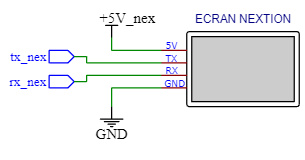 +5V_nex
ECRAN NEXTION
5V
tx_nex
TX
rx_nex
RX
GND
GND